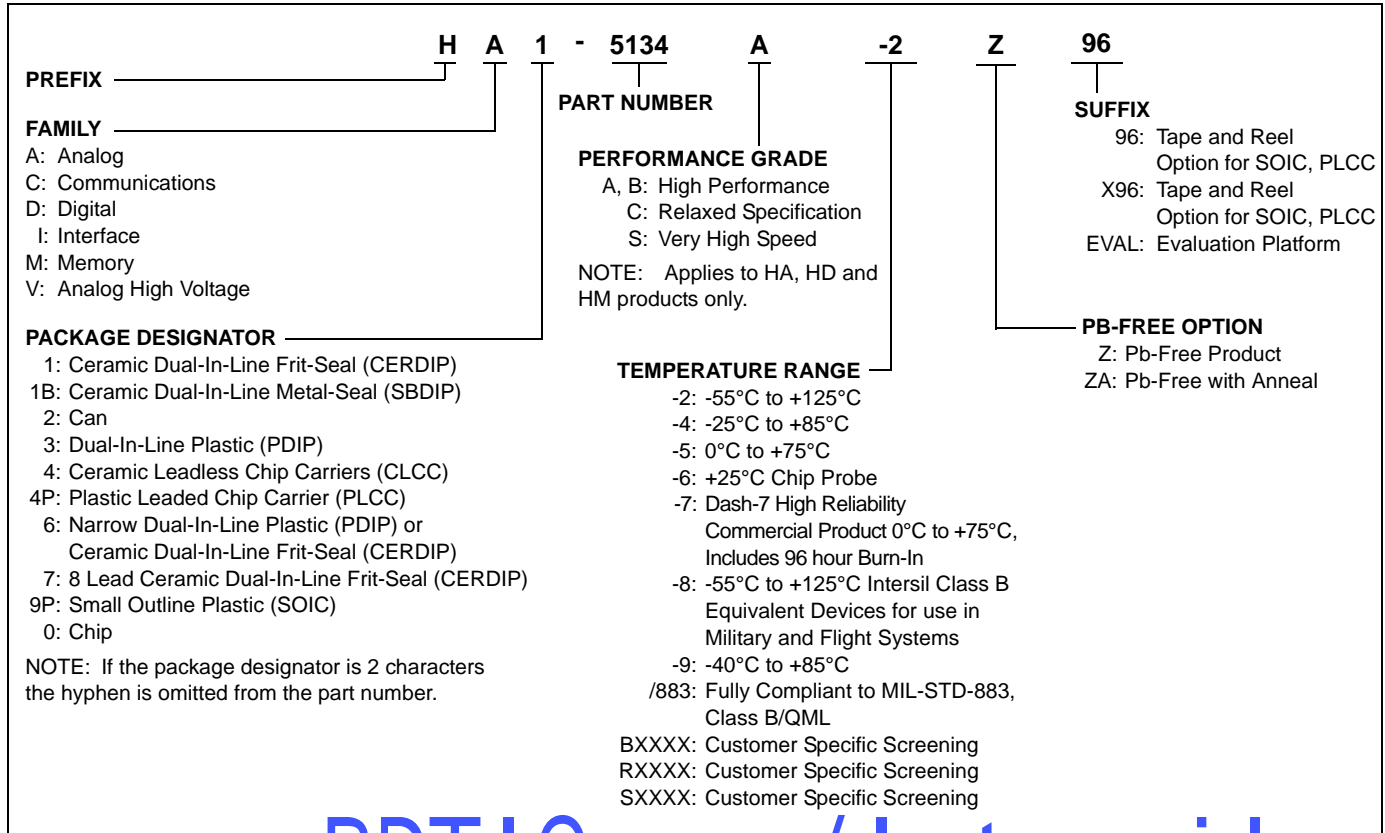 H A 1 - 5134 A -2 Z 96
PREFIX
PART NUMBER
SUFFIX
96: Tape and Reel
Option for SOIC, PLCC
X96: Tape and Reel
Option for SOIC, PLCC
EVAL: Evaluation Platform
FAMILY
A: Analog
C: Communications
D: Digital
I: Interface
M: Memory
V: Analog High Voltage
PERFORMANCE GRADE
A, B: High Performance
C: Relaxed Specification
S: Very High Speed
NOTE: Applies to HA, HD and
HM products only.
PB-FREE OPTION
Z: Pb-Free Product
ZA: Pb-Free with Anneal
PACKAGE DESIGNATOR
1: Ceramic Dual-In-Line Frit-Seal (CERDIP)
1B: Ceramic Dual-In-Line Metal-Seal (SBDIP)
2: Can
3: Dual-In-Line Plastic (PDIP)
4: Ceramic Leadless Chip Carriers (CLCC)
4P: Plastic Leaded Chip Carrier (PLCC)
6: Narrow Dual-In-Line Plastic (PDIP) or
Ceramic Dual-In-Line Frit-Seal (CERDIP)
7: 8 Lead Ceramic Dual-In-Line Frit-Seal (CERDIP)
9P: Small Outline Plastic (SOIC)
0: Chip
NOTE: If the package designator is 2 characters
the hyphen is omitted from the part number.
TEMPERATURE RANGE
-2: -55°C to +125°C
-4: -25°C to +85°C
-5: 0°C to +75°C
-6: +25°C Chip Probe
-7: Dash-7 High Reliability
Commercial Product 0°C to +75°C,
Includes 96 hour Burn-In
-8: -55°C to +125°C Intersil Class B
Equivalent Devices for use in
Military and Flight Systems
-9: -40°C to +85°C
/883: Fully Compliant to MIL-STD-883,
Class B/QML
BXXXX: Customer Specific Screening
RXXXX: Customer Specific Screening
SXXXX: Customer Specific Screening